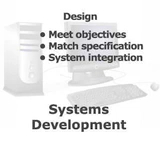 Design
• Meet objectives
• Match specification
• System integration
Systems
Development